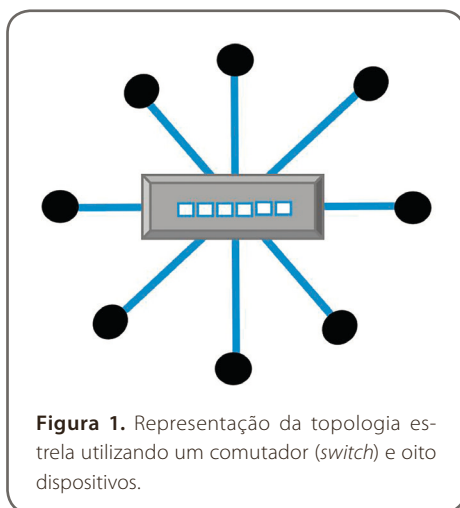 Figura 1. Representação da topologia es-
trela utilizando um comutador (switch) e oito
dispositivos.